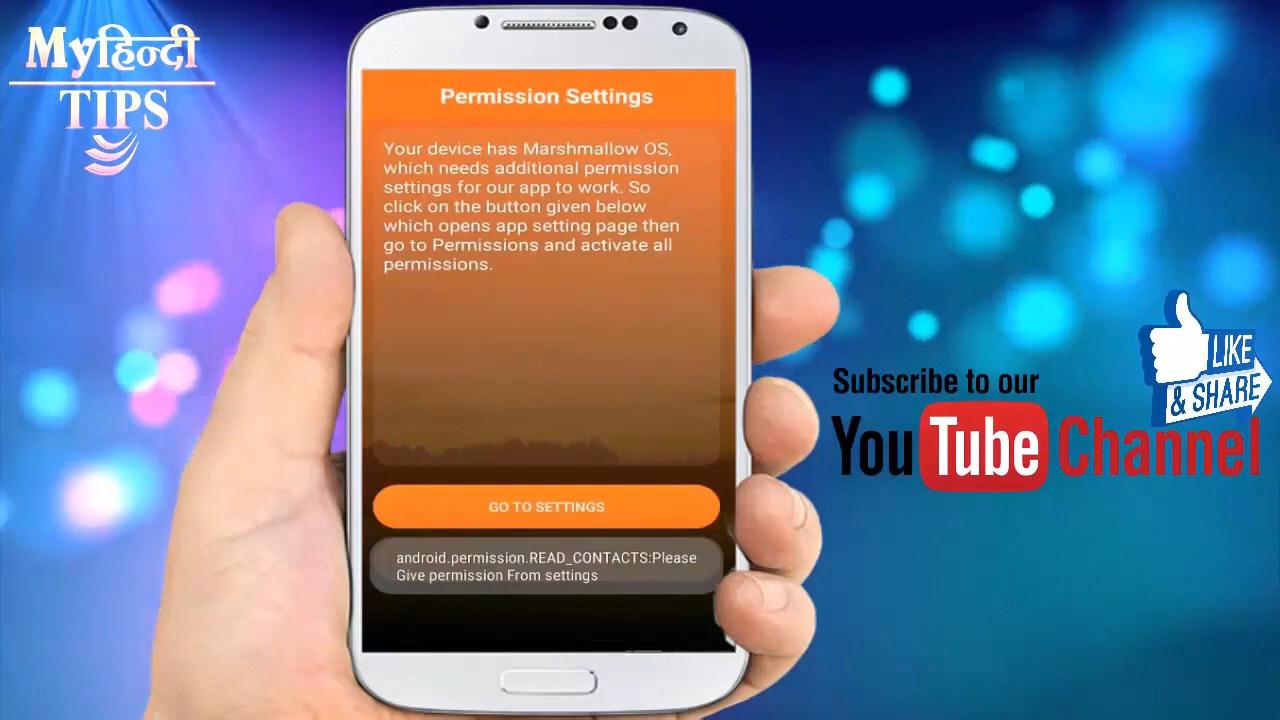 Myहिन्दी
TIPS
Permission Settings
Your device has Marshmallow OS,
which needs additional permission
settings for our app to work. So
click on the button given below
which opens app setting page then
go to Permissions and activate all
permissions.
GO TO SETTINGS
android.permission.READ_CONTACTS:Please
Give permission From settings
LIKE
& SHARE
Subscribe to our
YouTube Channel